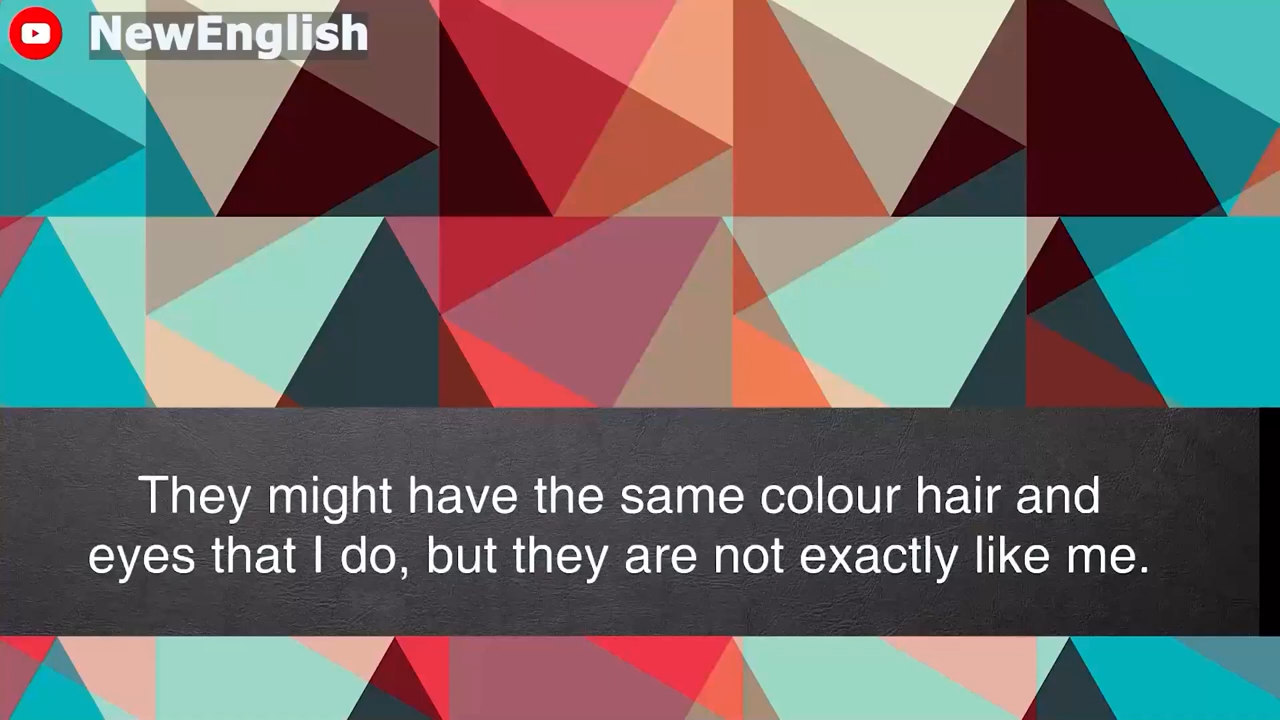 NewEnglish
They might have the same colour hair and
eyes that I do, but they are not exactly like me.